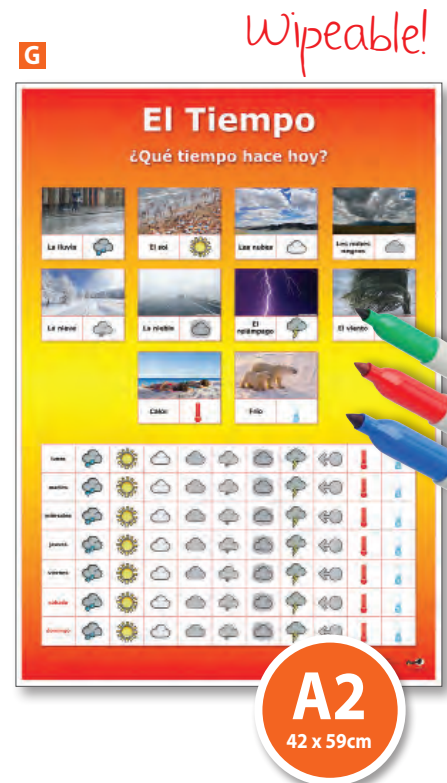 Wipeable!
G
El Tiempo
¿Qué tiempo hace hoy?
La lluvia
El sol
Las nubes
Las nubes negras
La nieve
La niebla
El relámpago
El viento
Calor
Frío
lunes
martes
miércoles
jueves
viernes
sábado
domingo
A2
42 x 59cm